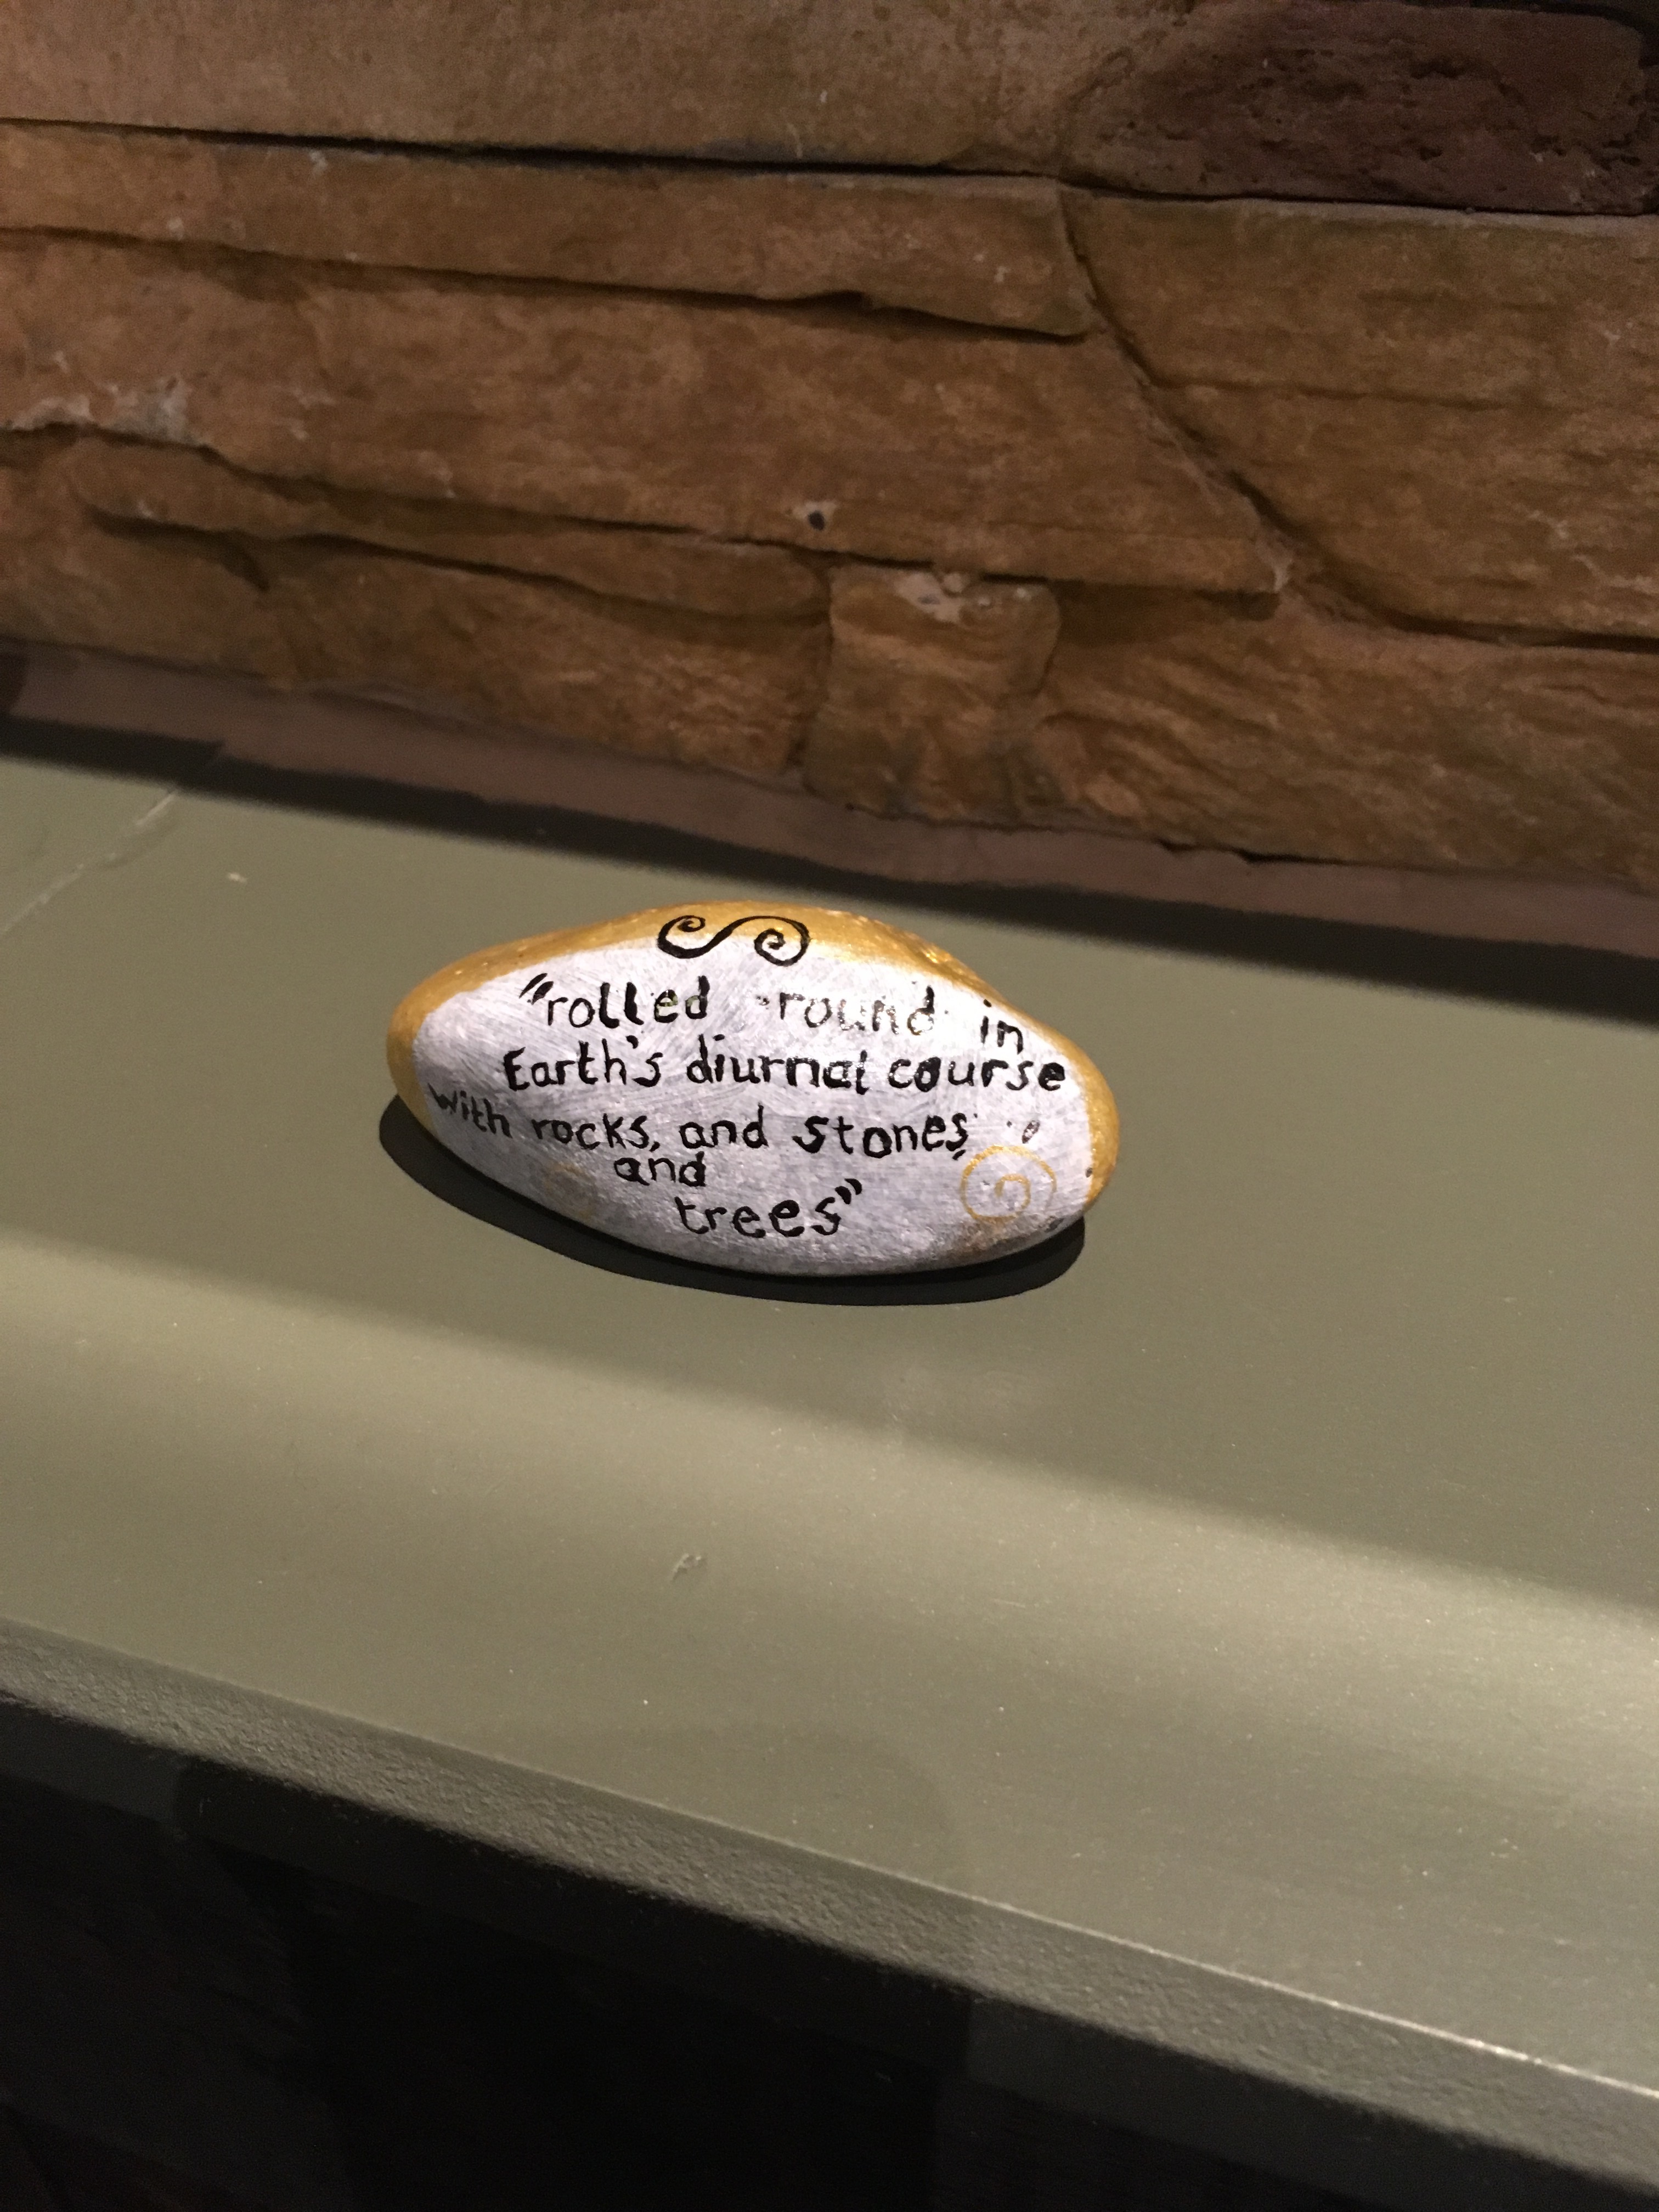 "rolled round in
Earth's diurnal course
with rocks, and stones,
and
trees"